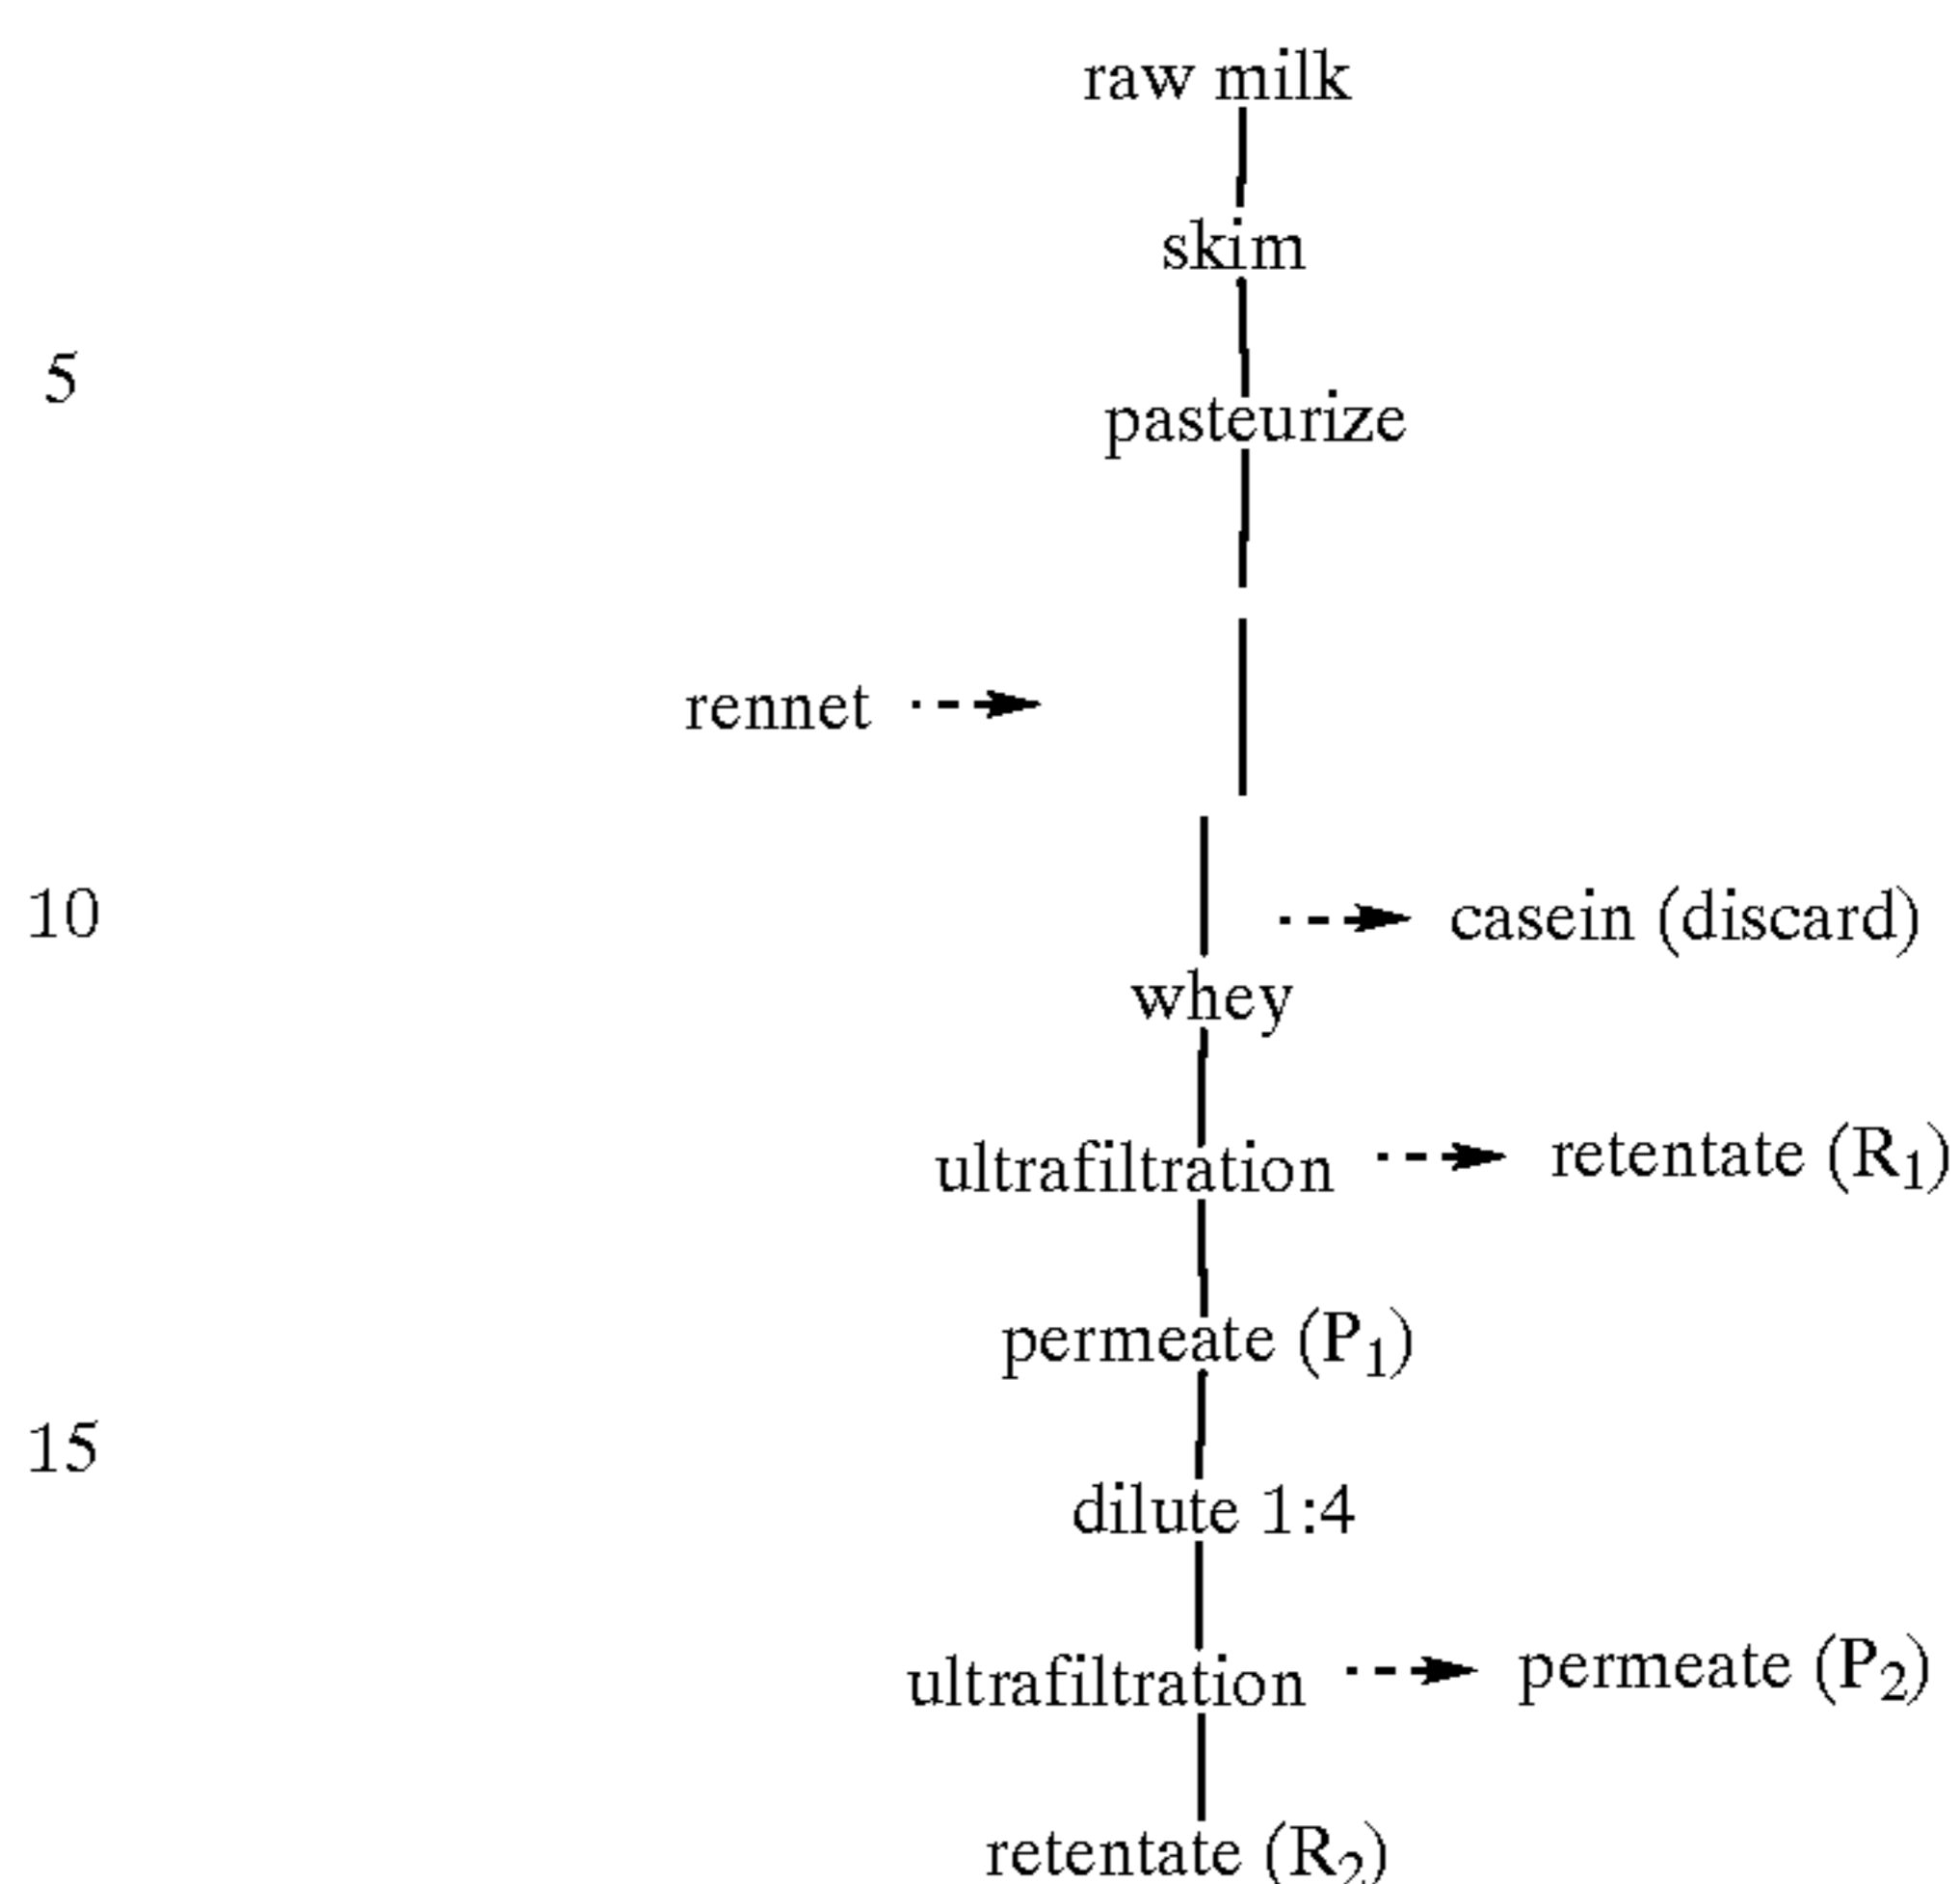 raw milk
skim
5
pasteurize
rennet
10 casein (discard)
whey
ultrafiltration retentate (R₁)
permeate (P₁)
15
dilute 1:4
ultrafiltration permeate (P₂)
retentate (R₂)